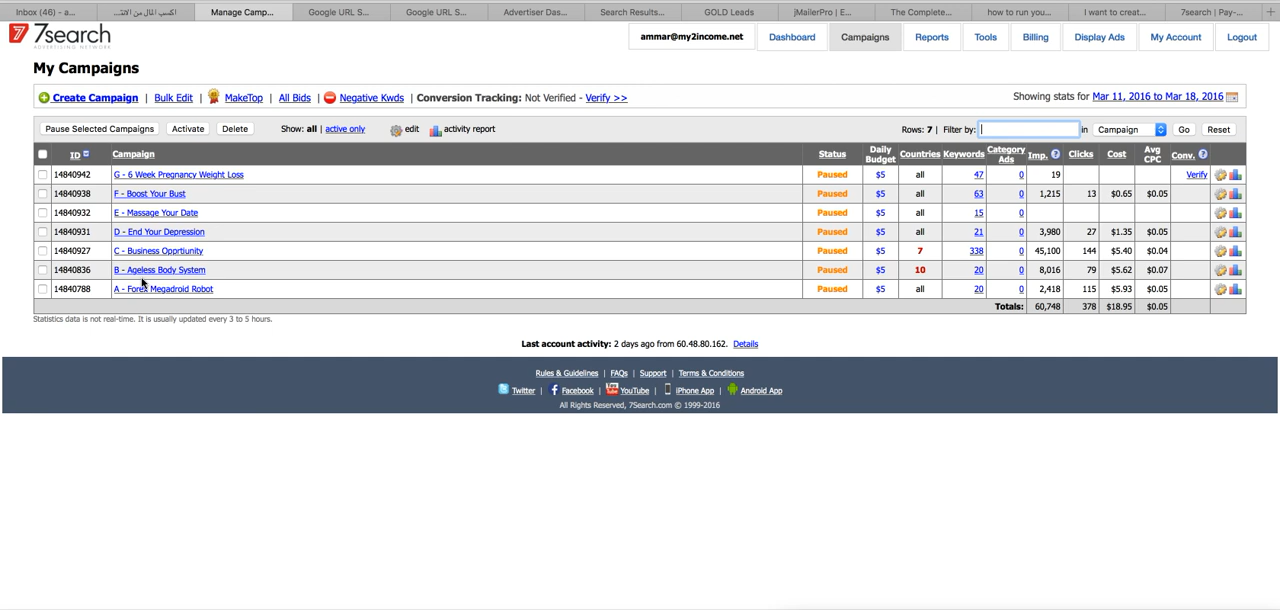 Inbox (46) - a...
اكسب المال من الانتـ...
Manage Camp...
Google URL S...
Google URL S...
Advertiser Das...
Search Results...
GOLD Leads
jMailerPro | E...
The Complete...
how to run you...
I want to creat...
7search | Pay-...
7search
ADVERTISING NETWORK
ammar@my2income.net Dashboard Campaigns Reports Tools Billing Display Ads My Account Logout
My Campaigns
Create Campaign | Bulk Edit | MakeTop | All Bids | Negative Kwds | Conversion Tracking: Not Verified - Verify >> Showing stats for Mar 11, 2016 to Mar 18, 2016
Pause Selected Campaigns Activate Delete Show: all | active only edit activity report Rows: 7 | Filter by: in Campaign Go Reset
ID Campaign Status Daily Budget Countries Keywords Category Ads Imp. ? Clicks Cost Avg CPC Conv. ?
14840942 G - 6 Week Pregnancy Weight Loss Paused $5 all 47 0 19 Verify
14840938 F - Boost Your Bust Paused $5 all 63 0 1,215 13 $0.65 $0.05
14840932 E - Massage Your Date Paused $5 all 15 0
14840931 D - End Your Depression Paused $5 all 21 0 3,980 27 $1.35 $0.05
14840927 C - Business Opprtiunity Paused $5 7 338 0 45,100 144 $5.40 $0.04
14840836 B - Ageless Body System Paused $5 10 20 0 8,016 79 $5.62 $0.07
14840788 A - Forex Megadroid Robot Paused $5 all 20 0 2,418 115 $5.93 $0.05
Totals: 60,748 378 $18.95 $0.05
Statistics data is not real-time. It is usually updated every 3 to 5 hours.
Last account activity: 2 days ago from 60.48.80.162. Details
Rules & Guidelines | FAQs | Support | Terms & Conditions
Twitter | Facebook | YouTube | iPhone App | Android App
All Rights Reserved, 7Search.com © 1999-2016